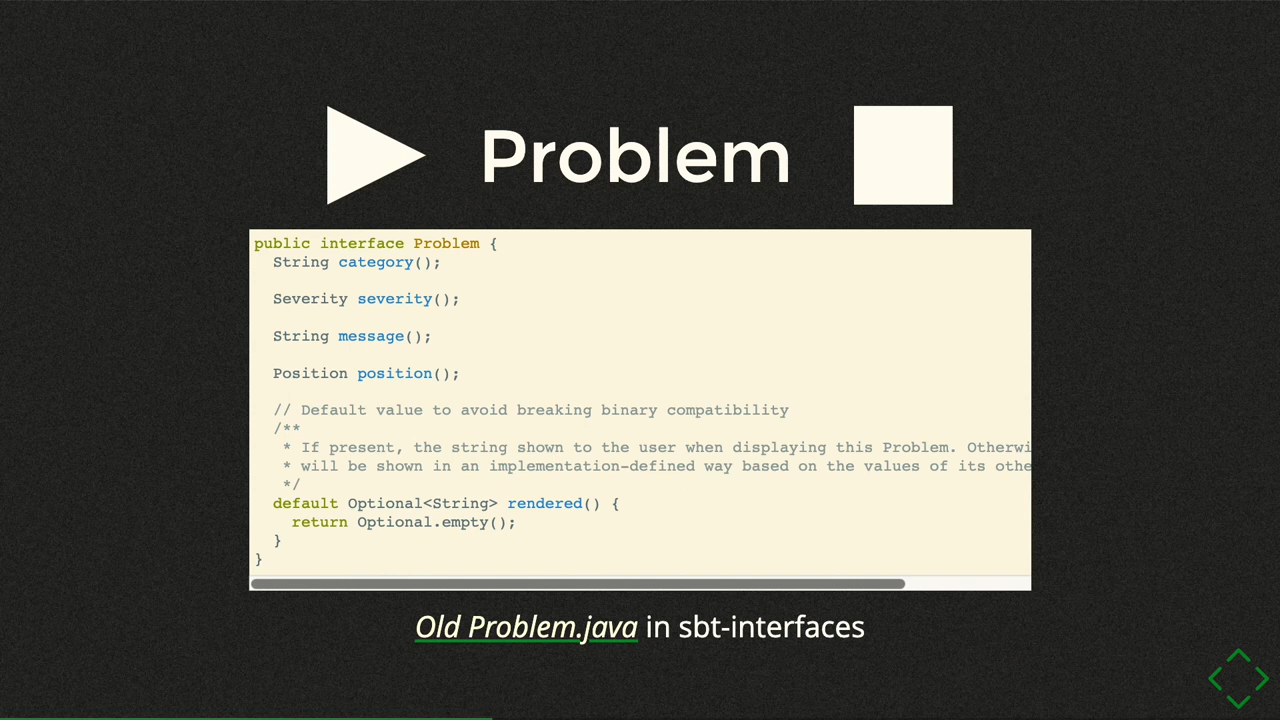 Problem
public interface Problem {
String category();
Severity severity();
String message();
Position position();
// Default value to avoid breaking binary compatibility
/**
* If present, the string shown to the user when displaying this Problem. Otherwi
* will be shown in an implementation-defined way based on the values of its othe
*/
default Optional<String> rendered() {
return Optional.empty();
}
}
Old Problem.java in sbt-interfaces